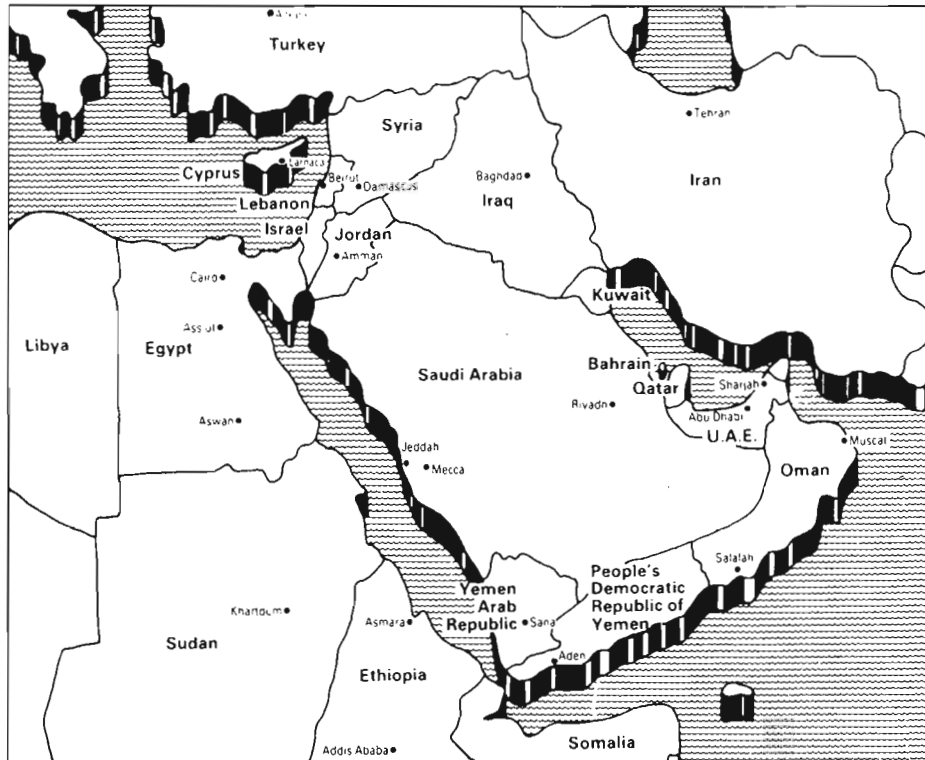 Turkey
Tehran
Syria
Cyprus
Larnaca
Beirut
Damascus
Baghdad
Iraq
Iran
Lebanon
Israel
Jordan
Amman
Cairo
Kuwait
Libya
Egypt
Assiut
Saudi Arabia
Bahrain
Qatar
Sharjah
Riyadh
Abu Dhabi
U.A.E.
Aswan
Muscat
Jeddah
Mecca
Oman
Salalah
Yemen
Arab
Republic
People's
Democratic
Republic of
Yemen
Khartoum
Asmara
Sana
Sudan
Aden
Ethiopia
Somalia
Addis Ababa